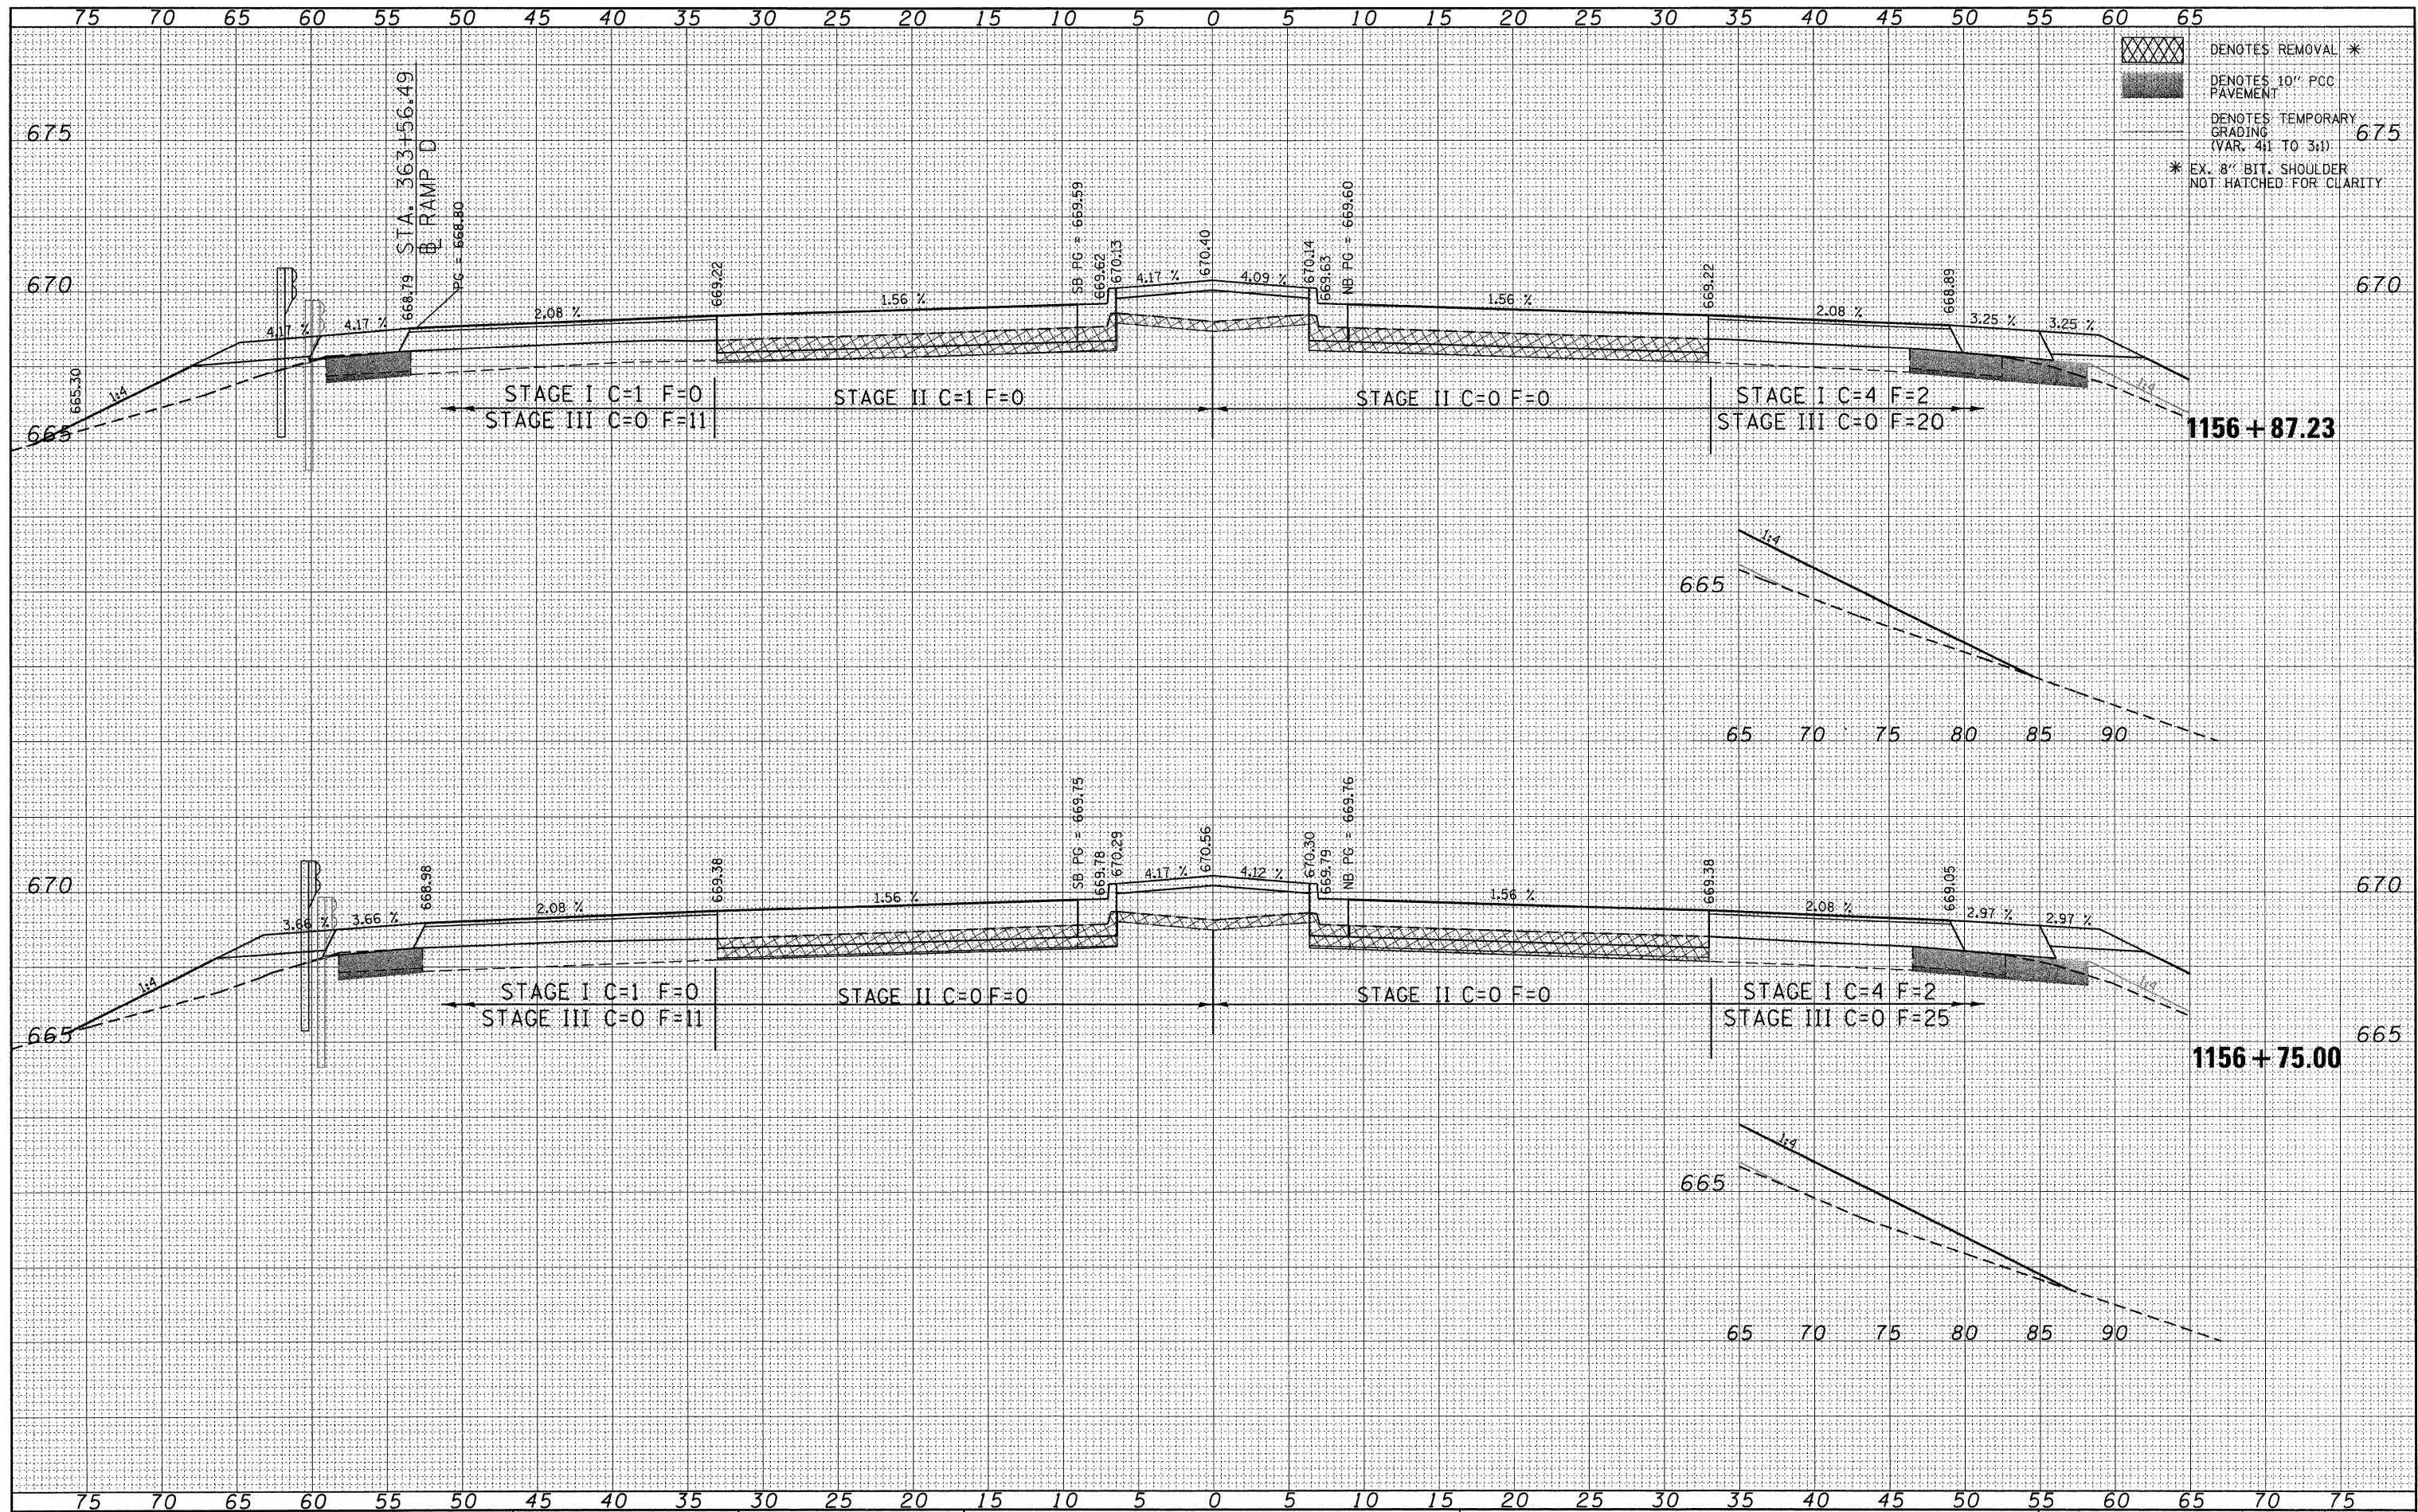 75 70 65 60 55 50 45 40 35 30 25 20 15 10 5 0 5 10 15 20 25 30 35 40 45 50 55 60 65
DENOTES REMOVAL *
DENOTES 10" PCC
PAVEMENT
DENOTES TEMPORARY
GRADING
(VAR. 4:1 TO 3:1)
* EX. 8" BIT. SHOULDER
NOT HATCHED FOR CLARITY
675
675
STA. 363+56.49
B RAMP D
PG = 668.80
668.79
669.22
SB PG = 669.59
669.62
670.13
670.40
670.14
669.63
NB PG = 669.60
669.22
668.89
670
670
4.17 %
4.17 %
2.08 %
1.56 %
4.17 %
4.09 %
1.56 %
2.08 %
3.25 %
3.25 %
665.30
1:4
1:4
665
STAGE I C=1 F=0
STAGE III C=0 F=11
STAGE II C=1 F=0
STAGE II C=0 F=0
STAGE I C=4 F=2
STAGE III C=0 F=20
1156+87.23
1:4
665
65 70 75 80 85 90
668.98
669.38
SB PG = 669.75
669.78
670.29
670.56
670.30
669.79
NB PG = 669.76
669.38
669.05
670
670
3.66 %
3.66 %
2.08 %
1.56 %
4.17 %
4.12 %
1.56 %
2.08 %
2.97 %
2.97 %
1:4
1:4
665
665
STAGE I C=1 F=0
STAGE III C=0 F=11
STAGE II C=0 F=0
STAGE II C=0 F=0
STAGE I C=4 F=2
STAGE III C=0 F=25
1156+75.00
1:4
665
65 70 75 80 85 90
75 70 65 60 55 50 45 40 35 30 25 20 15 10 5 0 5 10 15 20 25 30 35 40 45 50 55 60 65 70 75